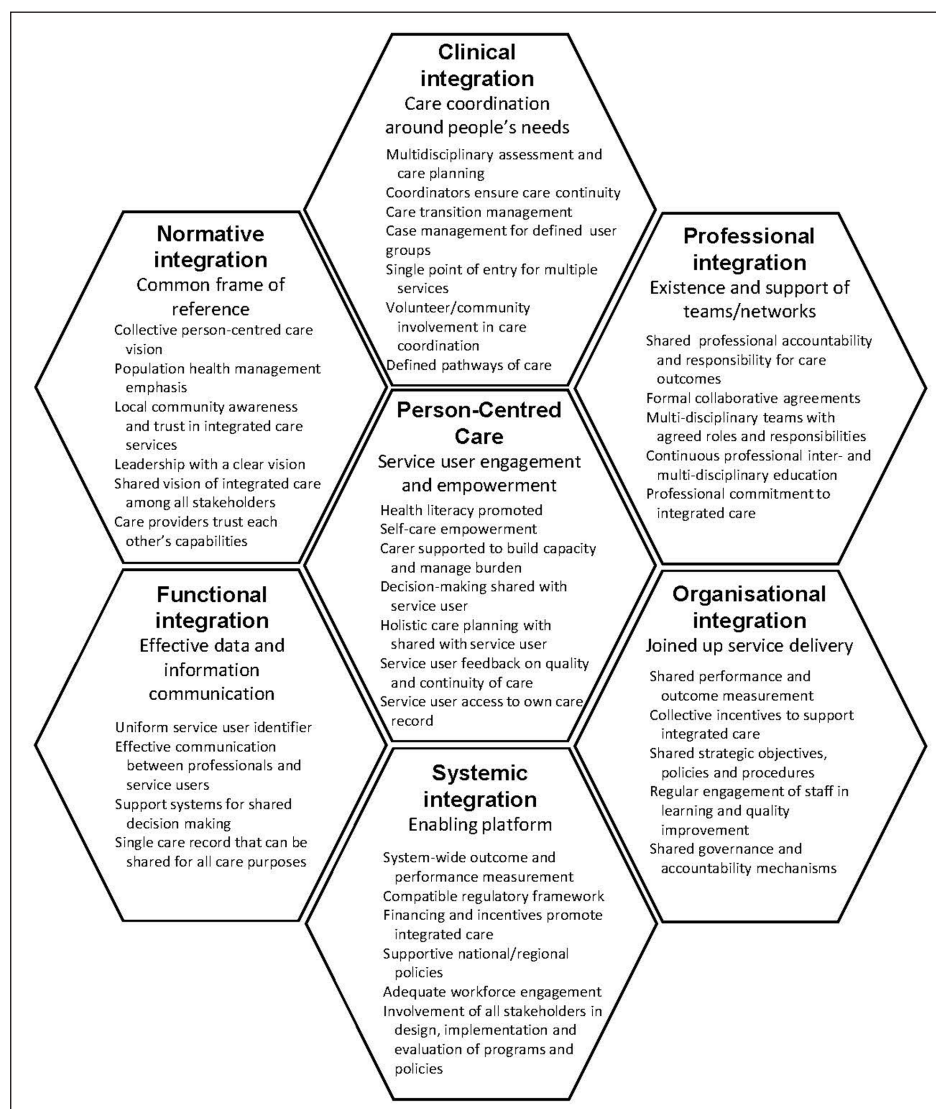 Clinical
integration
Care coordination
around people's needs
Multidisciplinary assessment and
care planning
Coordinators ensure care continuity
Care transition management
Case management for defined user
groups
Single point of entry for multiple
services
Volunteer/community
involvement in care
coordination
Defined pathways of care
Normative
integration
Common frame of
reference
Collective person-centred care
vision
Population health management
emphasis
Local community awareness
and trust in integrated care
services
Leadership with a clear vision
Shared vision of integrated care
among all stakeholders
Care providers trust each
other's capabilities
Professional
integration
Existence and support of
teams/networks
Shared professional accountability
and responsibility for care
outcomes
Formal collaborative agreements
Multi-disciplinary teams with
agreed roles and responsibilities
Continuous professional inter- and
multi-disciplinary education
Professional commitment to
integrated care
Person-Centred
Care
Service user engagement
and empowerment
Health literacy promoted
Self-care empowerment
Carer supported to build capacity
and manage burden
Decision-making shared with
service user
Holistic care planning with
shared with service user
Service user feedback on quality
and continuity of care
Service user access to own care
record
Functional
integration
Effective data and
information
communication
Uniform service user identifier
Effective communication
between professionals and
service users
Support systems for shared
decision making
Single care record that can be
shared for all care purposes
Organisational
integration
Joined up service delivery
Shared performance and
outcome measurement
Collective incentives to support
integrated care
Shared strategic objectives,
policies and procedures
Regular engagement of staff in
learning and quality
improvement
Shared governance and
accountability mechanisms
Systemic
integration
Enabling platform
System-wide outcome and
performance measurement
Compatible regulatory framework
Financing and incentives promote
integrated care
Supportive national/regional
policies
Adequate workforce engagement
Involvement of all stakeholders in
design, implementation and
evaluation of programs and
policies